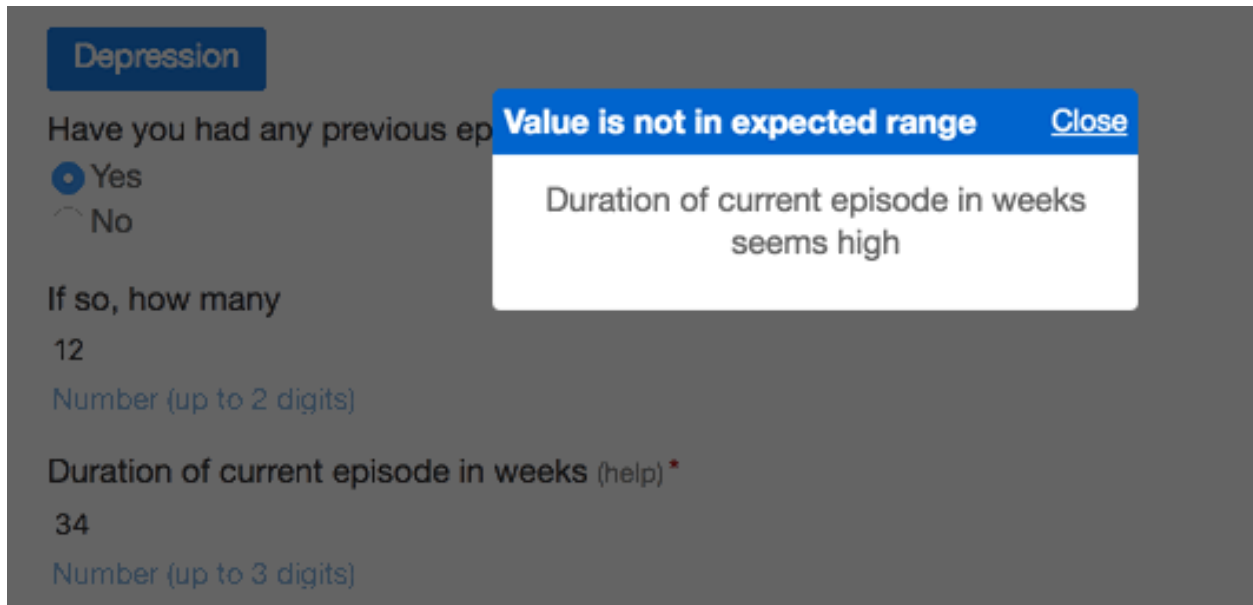 Depression
Have you had any previous ep
Yes
No
If so, how many
12
Number (up to 2 digits)
Duration of current episode in weeks (help) *
34
Number (up to 3 digits)
Value is not in expected range Close
Duration of current episode in weeks
seems high